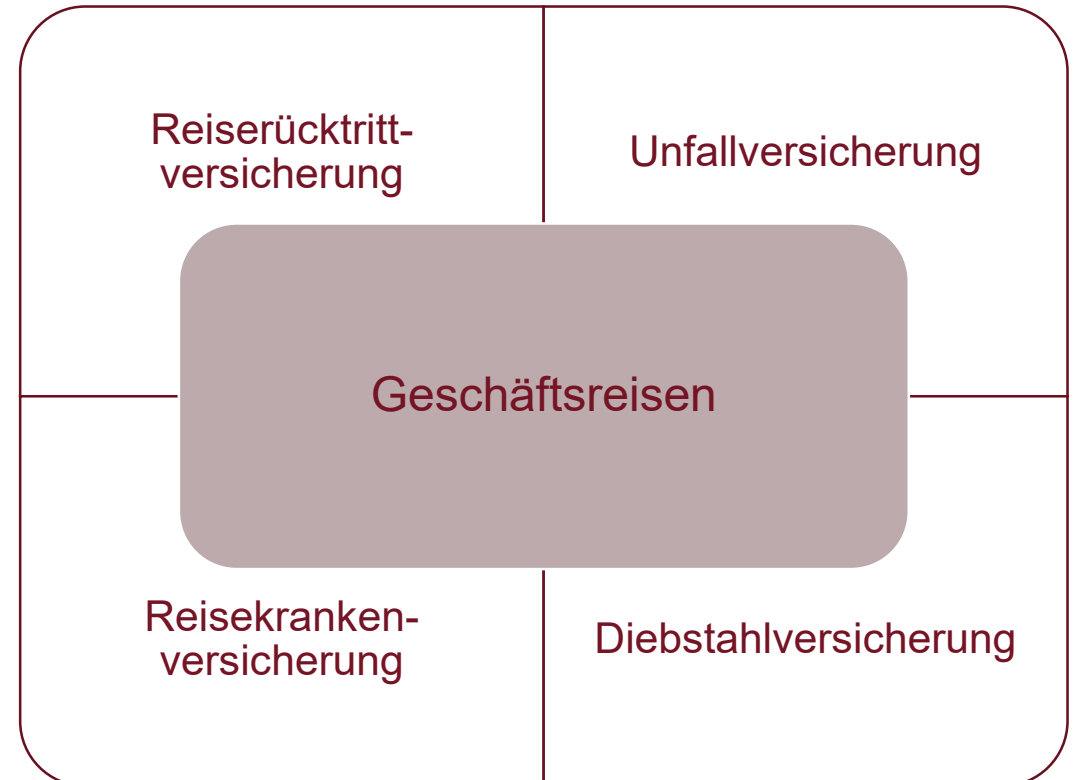 Reiserücktritt-
versicherung
Unfallversicherung
Geschäftsreisen
Reisekranken-
versicherung
Diebstahlversicherung